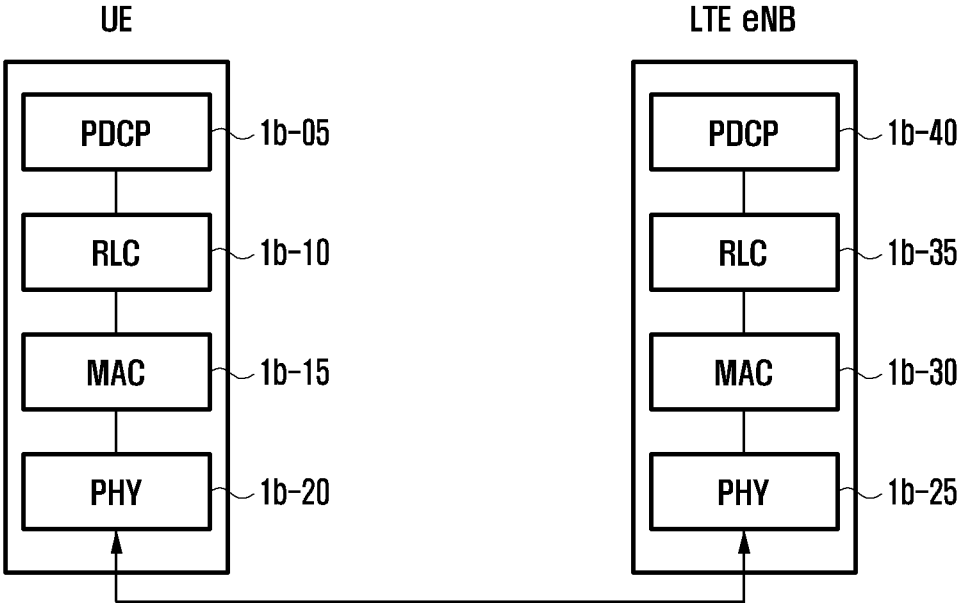 UE LTE eNB
PDCP 1b-05 PDCP 1b-40
RLC 1b-10 RLC 1b-35
MAC 1b-15 MAC 1b-30
PHY 1b-20 PHY 1b-25